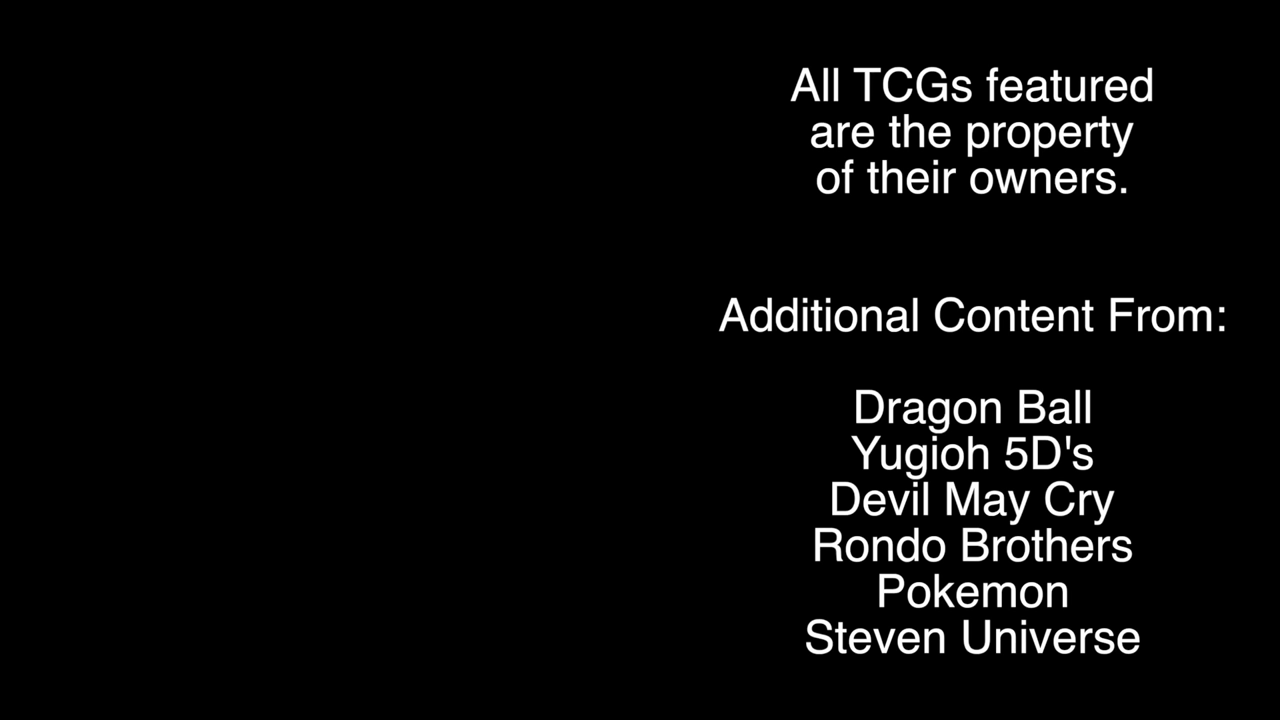 All TCGs featured
are the property
of their owners.
Additional Content From:
Dragon Ball
Yugioh 5D's
Devil May Cry
Rondo Brothers
Pokemon
Steven Universe